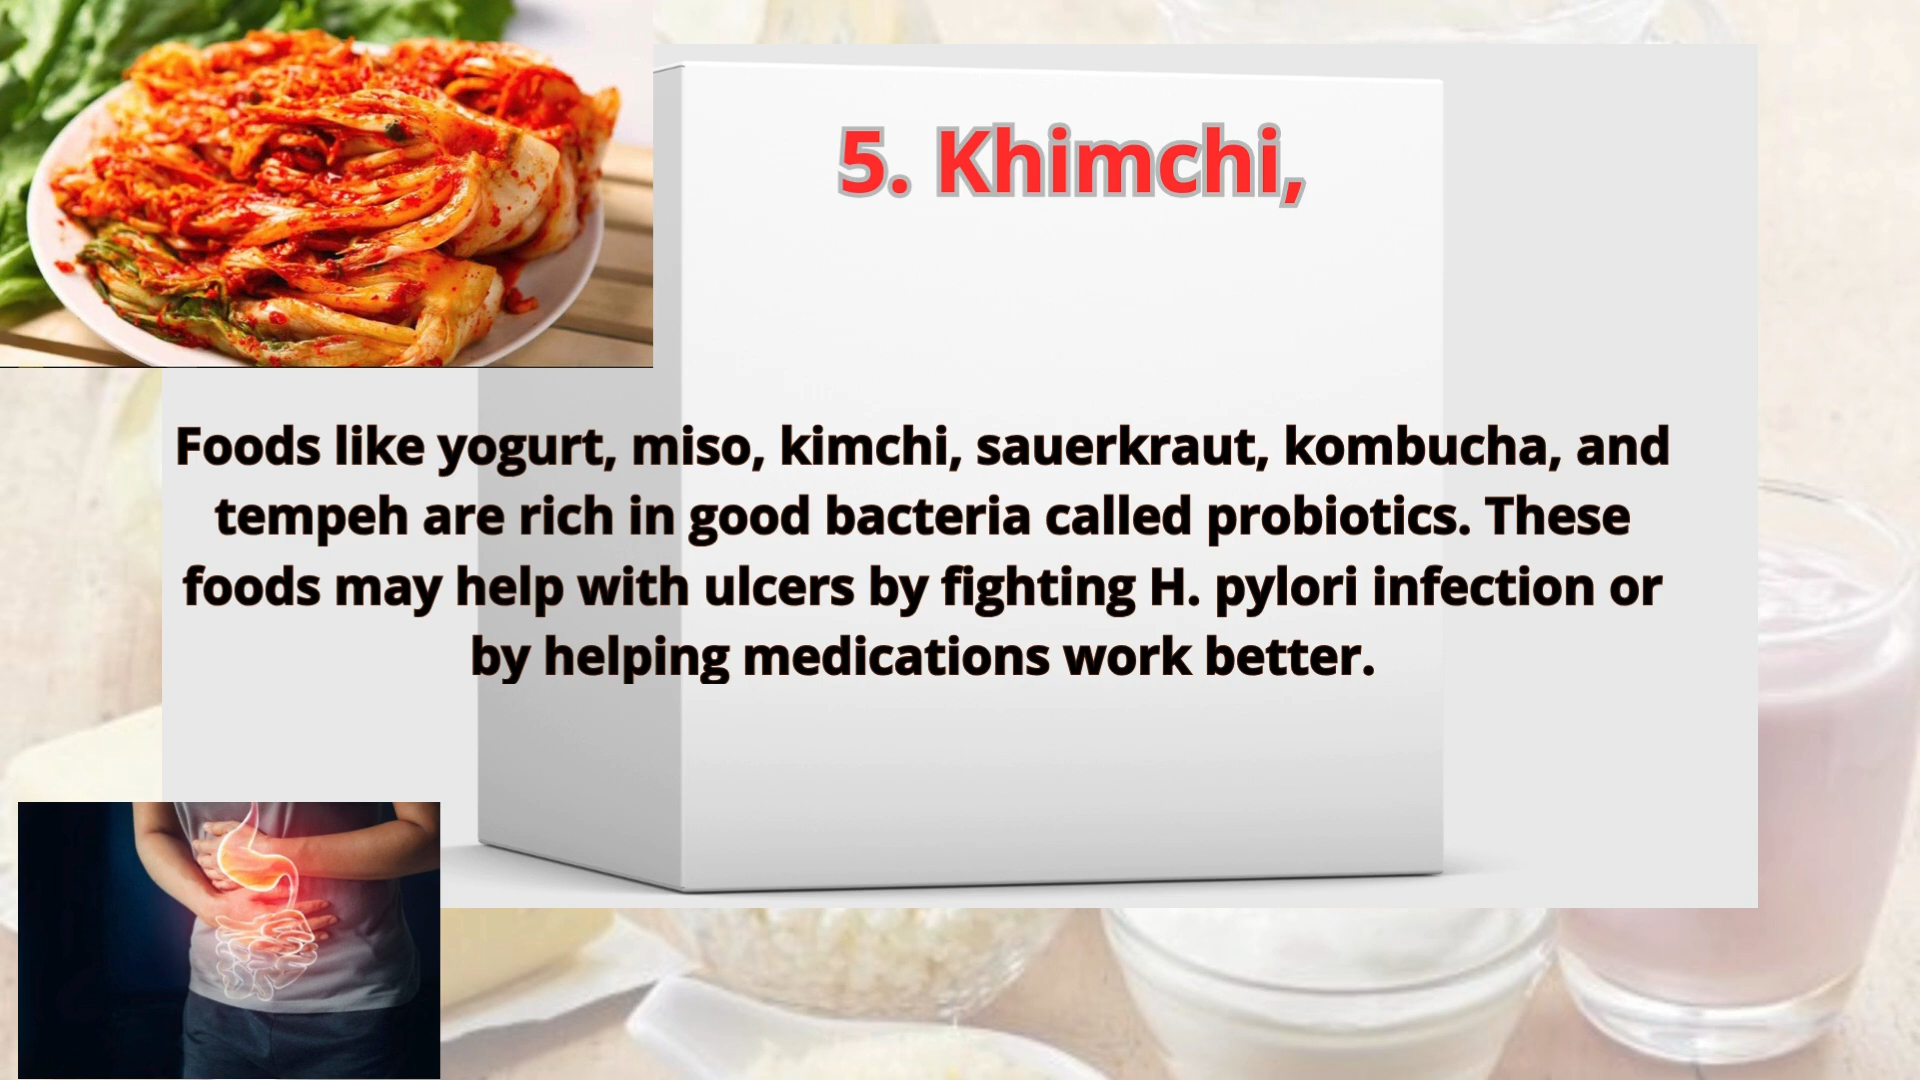 5. Khimchi,
Foods like yogurt, miso, kimchi, sauerkraut, kombucha, and
tempeh are rich in good bacteria called probiotics. These
foods may help with ulcers by fighting H. pylori infection or
by helping medications work better.